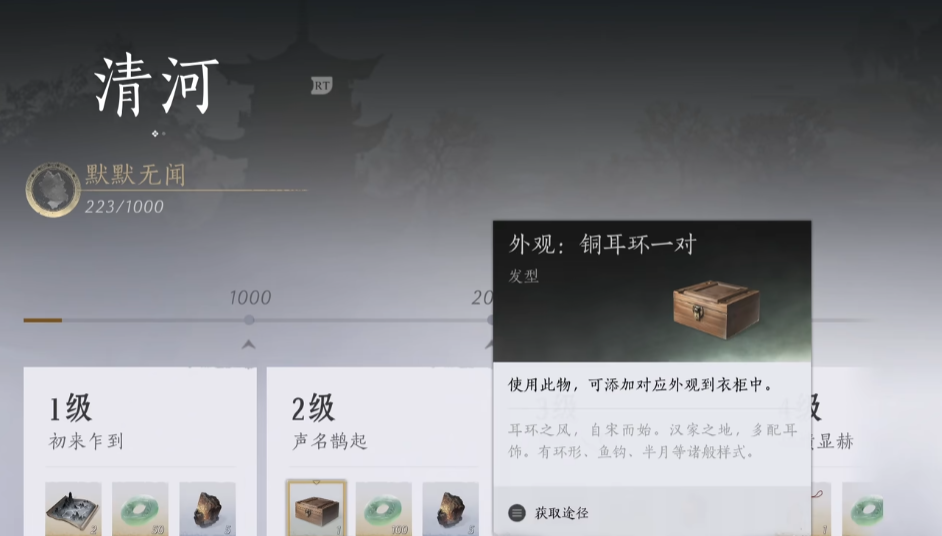 清河
RT
默默无闻
223/1000
1000
20
外观：铜耳环一对
发型
使用此物，可添加对应外观到衣柜中。
耳环之风，自宋而始。汉家之地，多配耳
饰。有环形、鱼钩、半月等诸般样式。
获取途径
1级
初来乍到
2
50
5
2级
声名鹊起
1
100
5
3级
4级
显赫
1